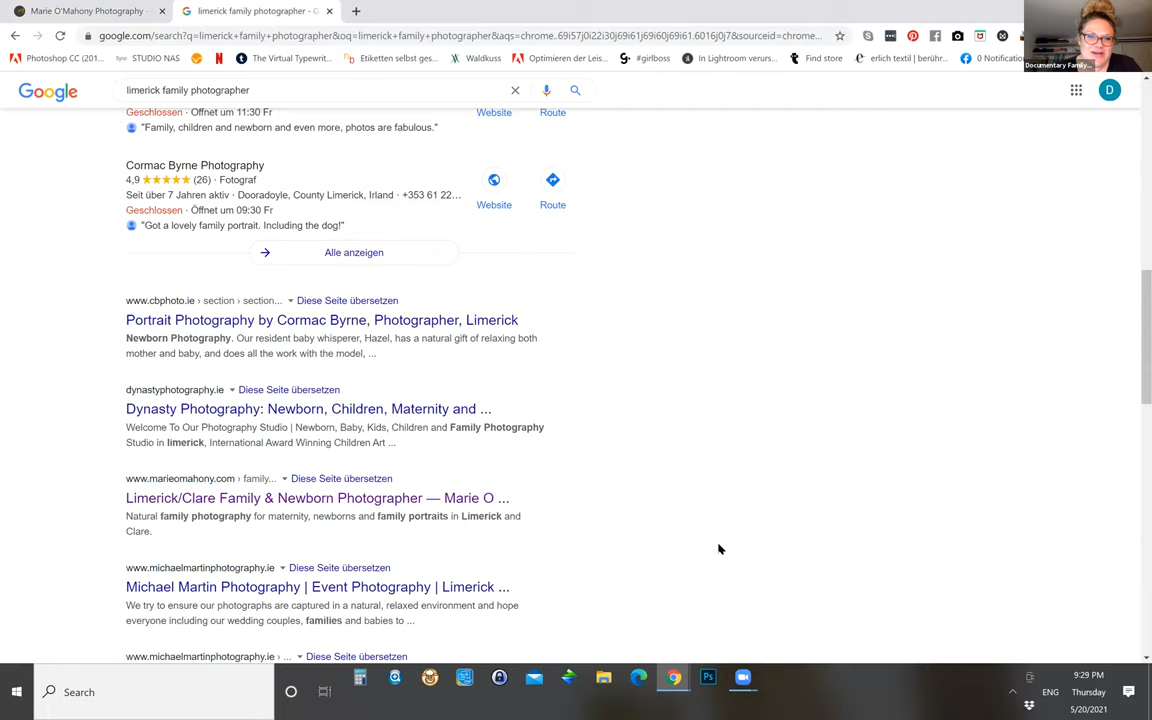 Marie O'Mahony Photography -
limerick family photographer - G
google.com/search?q=limerick+family+photographer&oq=limerick+family+photographer&aqs=chrome..69i57j0i22i30j69i61j69i60j69i61.6016j0j7&sourceid=chrome...
Photoshop CC (201...
STUDIO NAS
The Virtual Typewrit...
Etiketten selbst ges...
Waldkuss
Optimieren der Leis...
#girlboss
In Lightroom verurs...
Find store
erlich textil | berühr...
0 Notificatio
Documentary Family...
Google
limerick family photographer
D
Geschlossen · Öffnet um 11:30 Fr
Website
Route
"Family, children and newborn and even more, photos are fabulous."
Cormac Byrne Photography
4,9 ★★★★★ (26) · Fotograf
Seit über 7 Jahren aktiv · Dooradoyle, County Limerick, Irland · +353 61 22...
Website
Route
Geschlossen · Öffnet um 09:30 Fr
"Got a lovely family portrait. Including the dog!"
Alle anzeigen
www.cbphoto.ie › section › section... Diese Seite übersetzen
Portrait Photography by Cormac Byrne, Photographer, Limerick
Newborn Photography. Our resident baby whisperer, Hazel, has a natural gift of relaxing both
mother and baby, and does all the work with the model, ...
dynastyphotography.ie Diese Seite übersetzen
Dynasty Photography: Newborn, Children, Maternity and ...
Welcome To Our Photography Studio | Newborn, Baby, Kids, Children and Family Photography
Studio in limerick, International Award Winning Children Art ...
www.marieomahony.com › family... Diese Seite übersetzen
Limerick/Clare Family & Newborn Photographer — Marie O ...
Natural family photography for maternity, newborns and family portraits in Limerick and
Clare.
www.michaelmartinphotography.ie Diese Seite übersetzen
Michael Martin Photography | Event Photography | Limerick ...
We try to ensure our photographs are captured in a natural, relaxed environment and hope
everyone including our wedding couples, families and babies to ...
www.michaelmartinphotography.ie › ... Diese Seite übersetzen
Search
Ps
ENG
9:29 PM
Thursday
5/20/2021